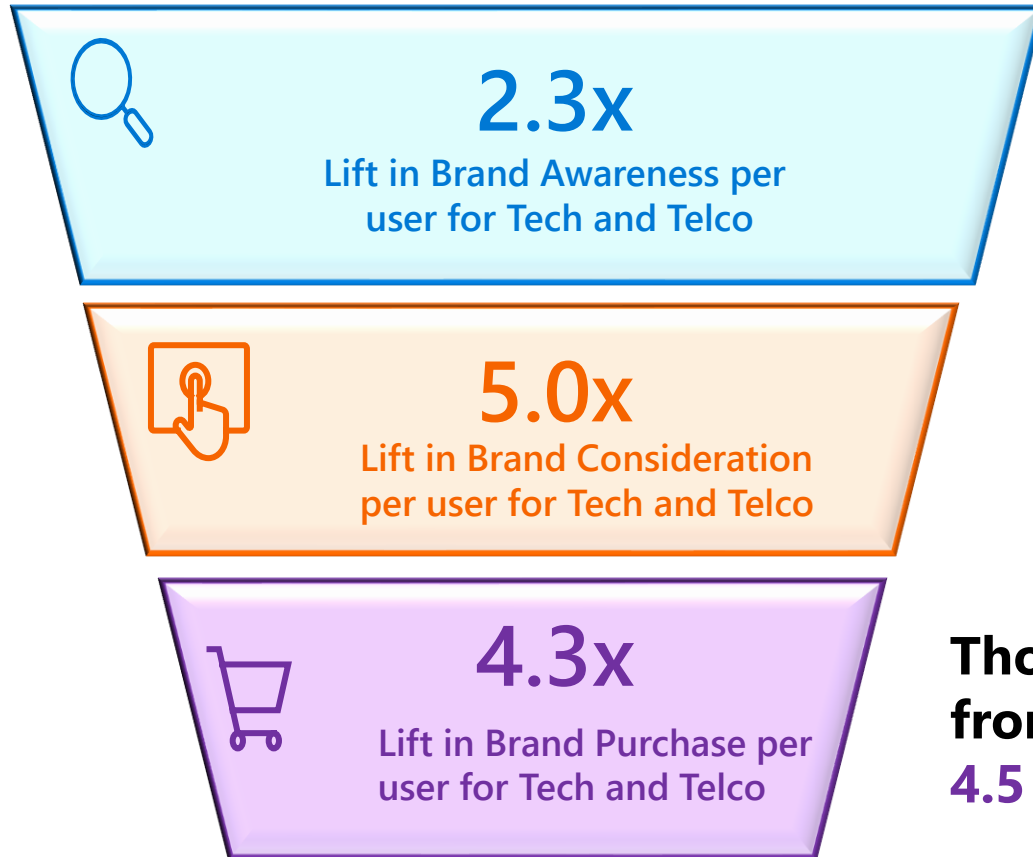 2.3x
Lift in Brand Awareness per
user for Tech and Telco
5.0x
Lift in Brand Consideration
per user for Tech and Telco
4.3x
Lift in Brand Purchase per
user for Tech and Telco
4.5